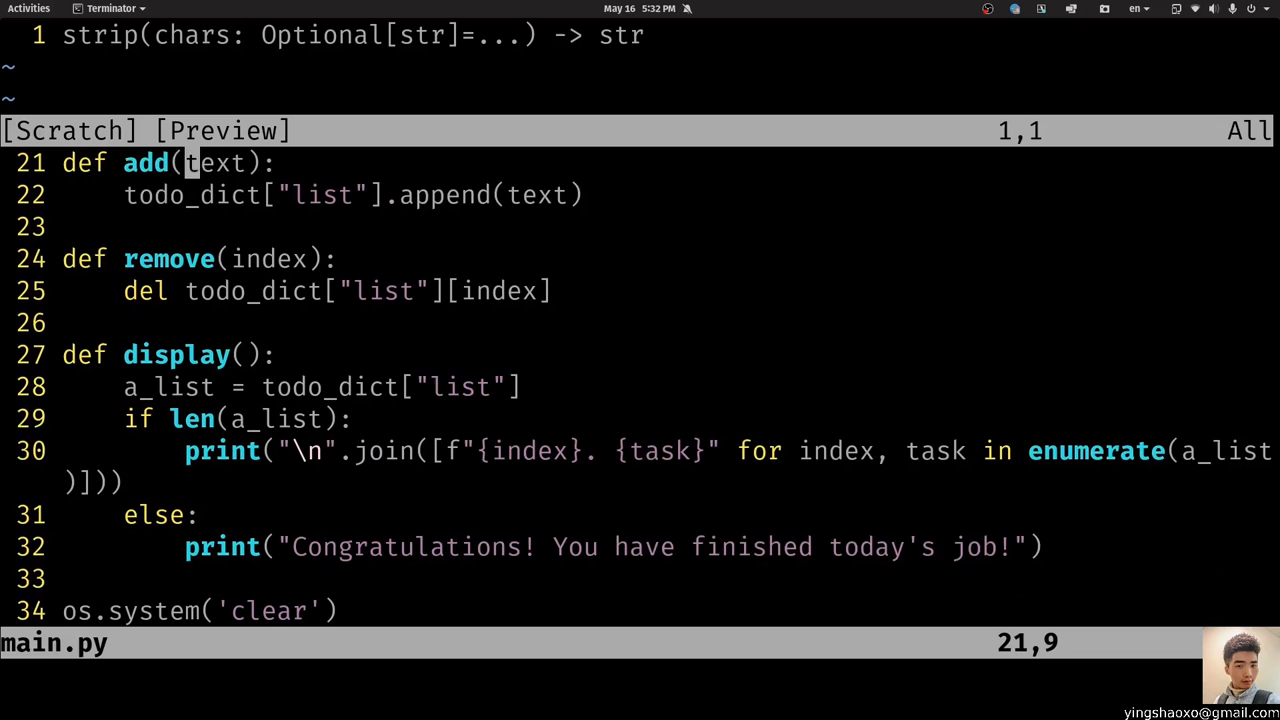 Activities Terminator May 16 5:32 PM en
1 strip(chars: Optional[str]=...) -> str
~
~
[Scratch] [Preview] 1,1 All
21 def add(text):
22     todo_dict["list"].append(text)
23
24 def remove(index):
25     del todo_dict["list"][index]
26
27 def display():
28     a_list = todo_dict["list"]
29     if len(a_list):
30         print("\n".join([f"{index}. {task}" for index, task in enumerate(a_list
)]))
31     else:
32         print("Congratulations! You have finished today's job!")
33
34 os.system('clear')
main.py 21,9
yingshaoxo@gmail.com